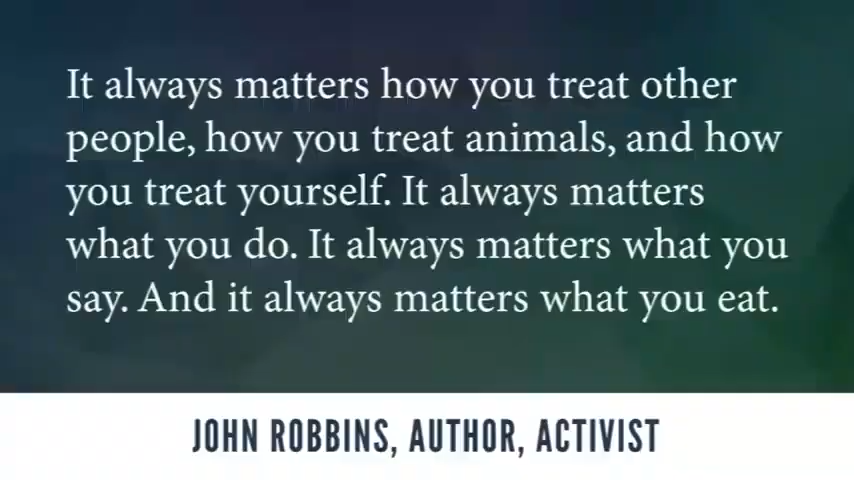 It always matters how you treat other
people, how you treat animals, and how
you treat yourself. It always matters
what you do. It always matters what you
say. And it always matters what you eat.
JOHN ROBBINS, AUTHOR, ACTIVIST